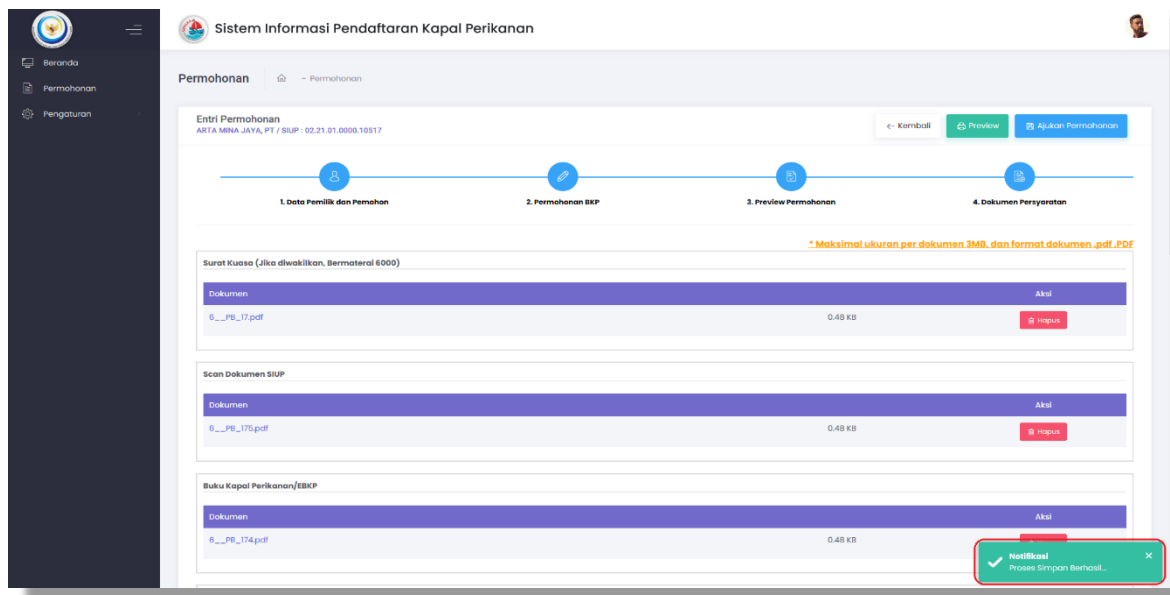 Sistem Informasi Pendaftaran Kapal Perikanan
Beranda
Permohonan
Pengaturan
Permohonan - Permohonan
Entri Permohonan
ARTA MINA JAYA, PT / SIUP : 02.21.01.0000.10517
<- Kembali Preview Ajukan Permohonan
1. Data Pemilik dan Pemohon 2. Permohonan BKP 3. Preview Permohonan 4. Dokumen Persyaratan
* Maksimal ukuran per dokumen 3MB, dan format dokumen .pdf .PDF
Surat Kuasa (Jika diwakilkan, Bermaterai 6000)
Dokumen Aksi
6__PB_17.pdf 0.48 KB Hapus
Scan Dokumen SIUP
Dokumen Aksi
6__PB_175.pdf 0.48 KB Hapus
Buku Kapal Perikanan/EBKP
Dokumen Aksi
6__PB_174.pdf 0.48 KB
Notifikasi
Proses Simpan Berhasil...